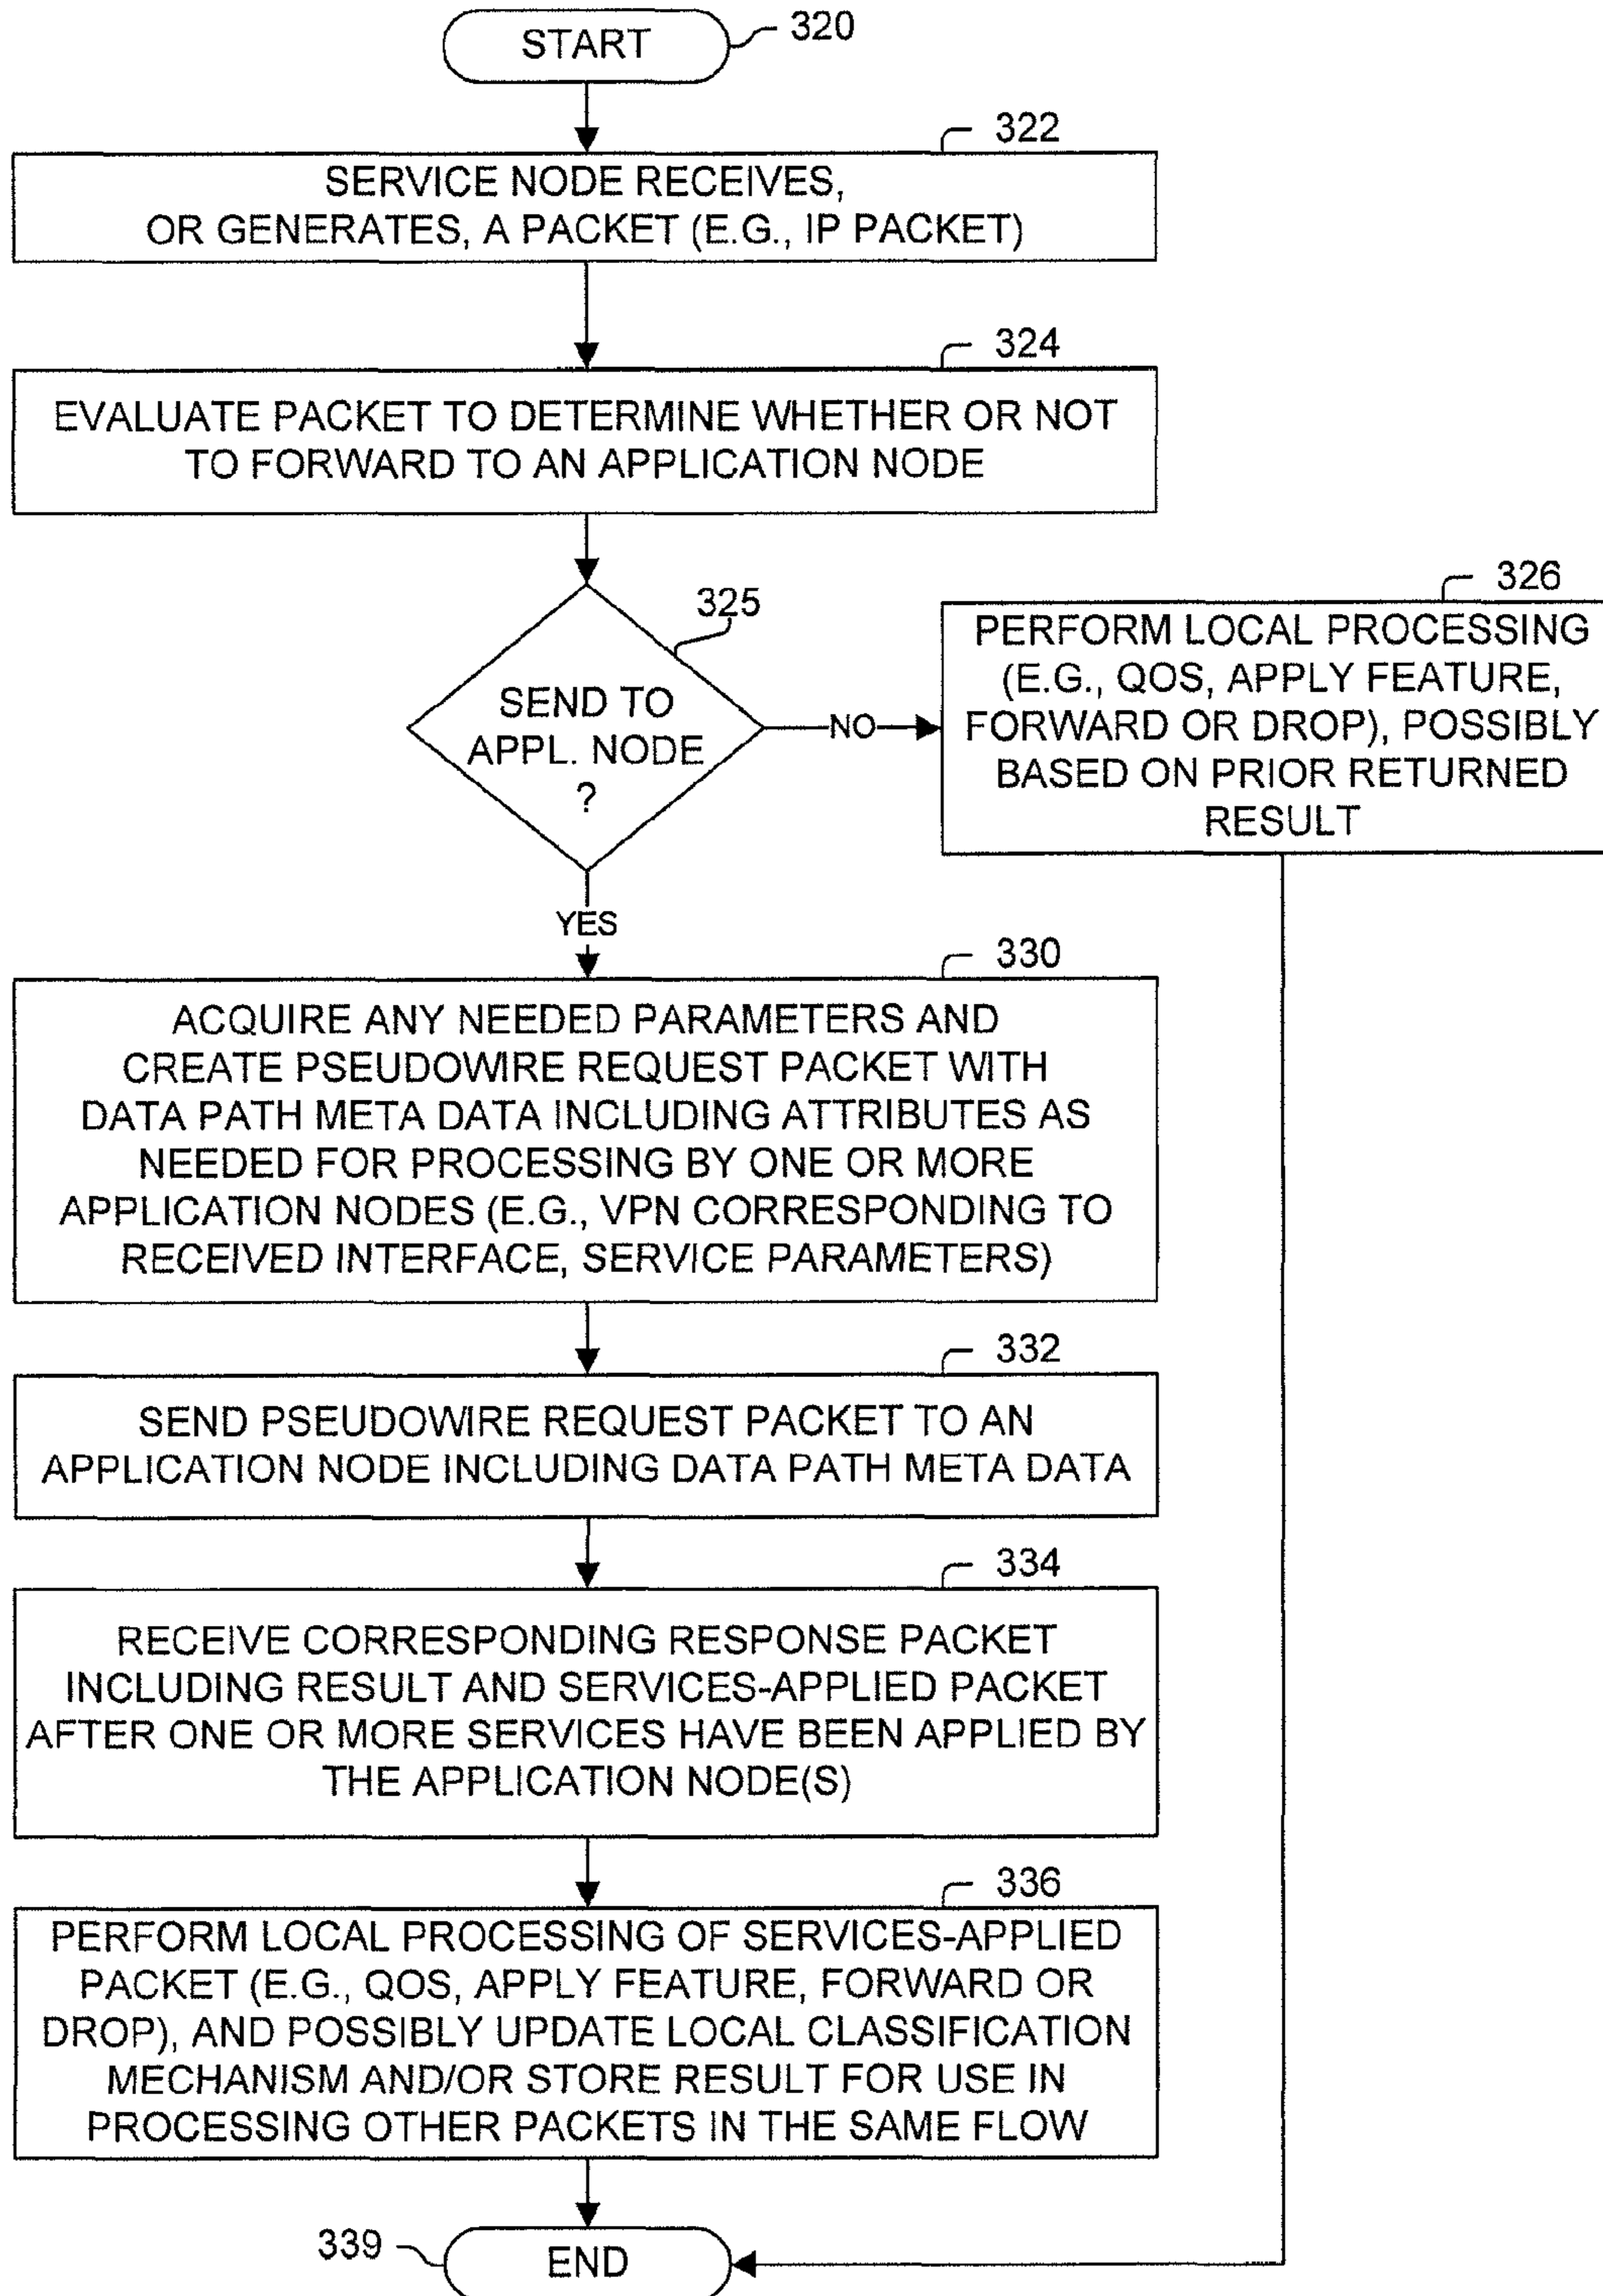 START
320
322
SERVICE NODE RECEIVES,
OR GENERATES, A PACKET (E.G., IP PACKET)
324
EVALUATE PACKET TO DETERMINE WHETHER OR NOT
TO FORWARD TO AN APPLICATION NODE
325
SEND TO
APPL. NODE
?
NO
326
PERFORM LOCAL PROCESSING
(E.G., QOS, APPLY FEATURE,
FORWARD OR DROP), POSSIBLY
BASED ON PRIOR RETURNED
RESULT
YES
330
ACQUIRE ANY NEEDED PARAMETERS AND
CREATE PSEUDOWIRE REQUEST PACKET WITH
DATA PATH META DATA INCLUDING ATTRIBUTES AS
NEEDED FOR PROCESSING BY ONE OR MORE
APPLICATION NODES (E.G., VPN CORRESPONDING TO
RECEIVED INTERFACE, SERVICE PARAMETERS)
332
SEND PSEUDOWIRE REQUEST PACKET TO AN
APPLICATION NODE INCLUDING DATA PATH META DATA
334
RECEIVE CORRESPONDING RESPONSE PACKET
INCLUDING RESULT AND SERVICES-APPLIED PACKET
AFTER ONE OR MORE SERVICES HAVE BEEN APPLIED BY
THE APPLICATION NODE(S)
336
PERFORM LOCAL PROCESSING OF SERVICES-APPLIED
PACKET (E.G., QOS, APPLY FEATURE, FORWARD OR
DROP), AND POSSIBLY UPDATE LOCAL CLASSIFICATION
MECHANISM AND/OR STORE RESULT FOR USE IN
PROCESSING OTHER PACKETS IN THE SAME FLOW
339
END